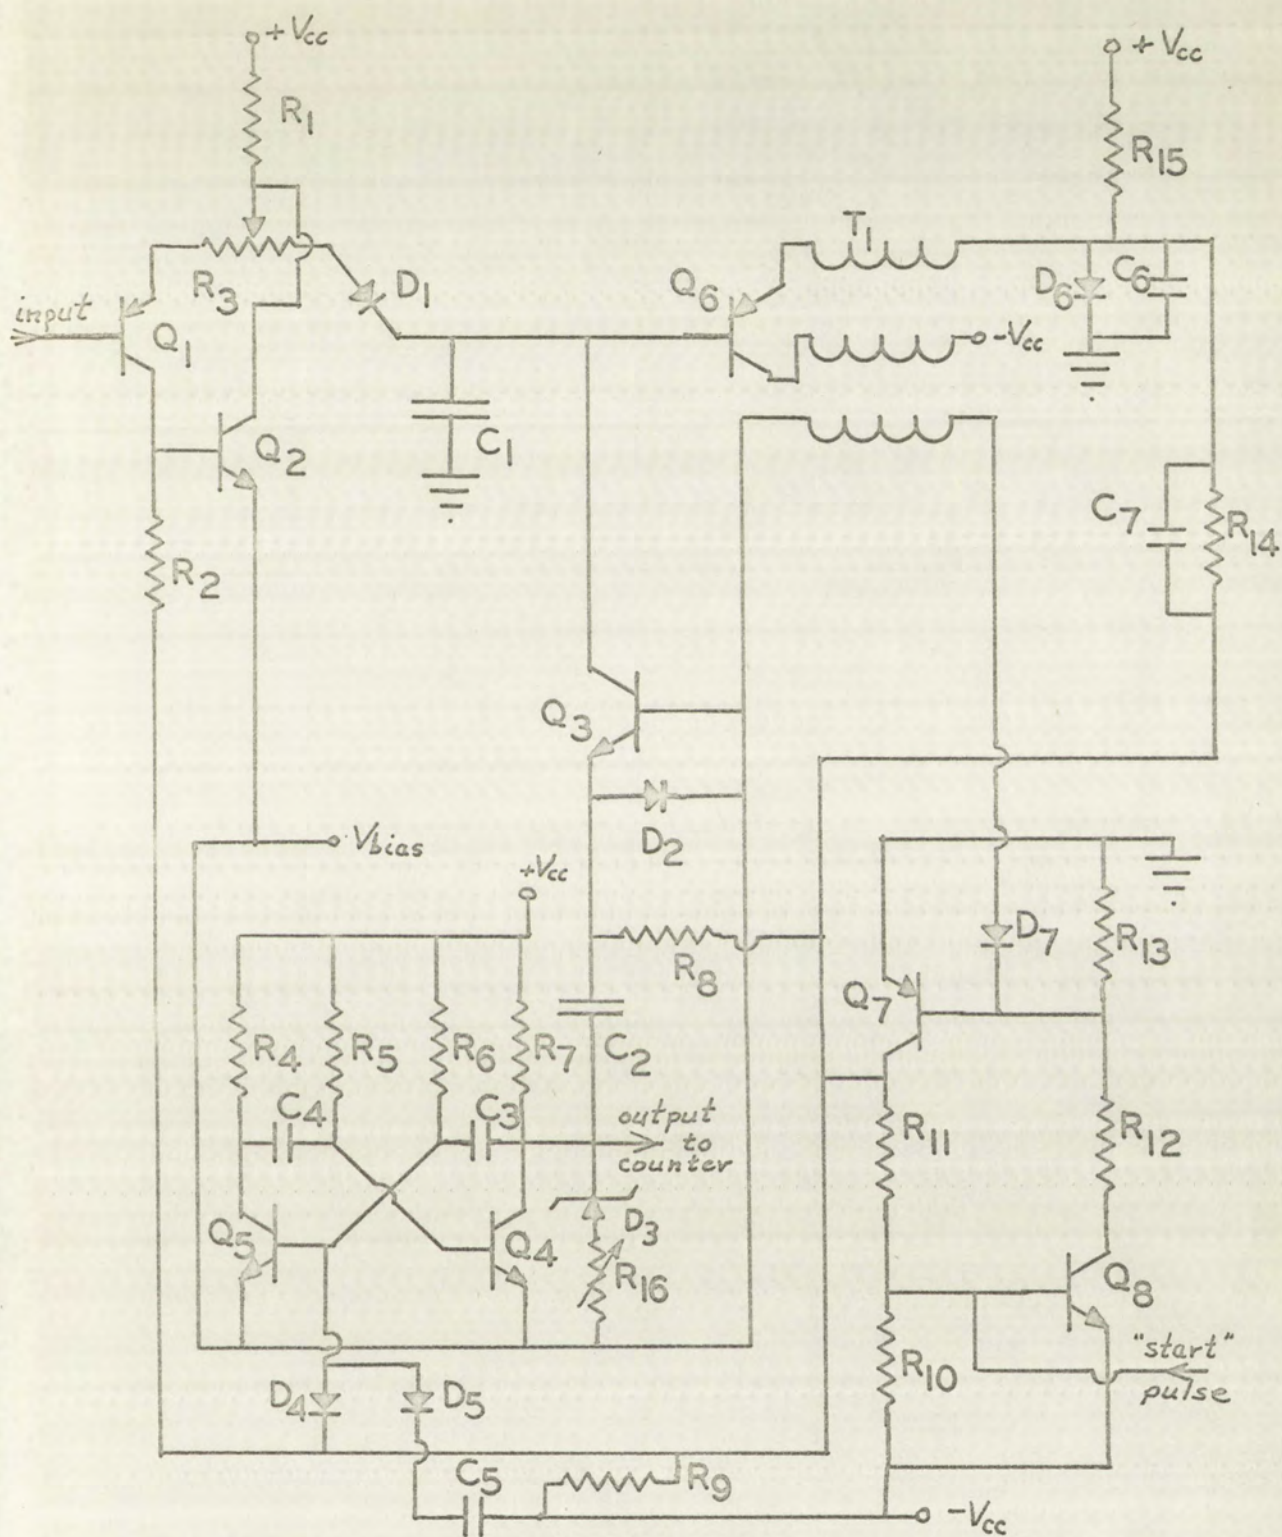 +Vcc
+Vcc
R1
R15
T1
R3
D1
Q6
D6
C6
input
Q1
-Vcc
Q2
C1
C7
R14
R2
Q3
Vbias
D2
+Vcc
D7
R13
R8
Q7
R4
R5
R6
R7
C2
C4
C3
output
to
counter
R11
R12
Q5
Q4
D3
R16
Q8
R10
"start"
pulse
D4
D5
C5
R9
-Vcc